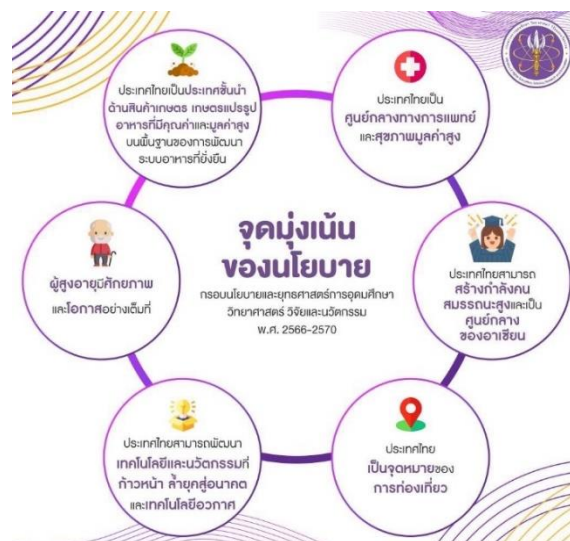 จุดมุ่งเน้น
ของนโยบาย
กรอบนโยบายและยุทธศาสตร์การอุดมศึกษา
วิทยาศาสตร์ วิจัยและนวัตกรรม
พ.ศ. 2566-2570
ประเทศไทยเป็นประเทศชั้นนำ
ด้านสินค้าเกษตร เกษตรแปรรูป
อาหารที่มีคุณค่าและมูลค่าสูง
บนพื้นฐานของการพัฒนา
ระบบอาหารที่ยั่งยืน
ประเทศไทยเป็น
ศูนย์กลางทางการแพทย์
และสุขภาพมูลค่าสูง
ประเทศไทยสามารถ
สร้างกำลังคน
สมรรถนะสูงและเป็น
ศูนย์กลาง
ของอาเซียน
ประเทศไทย
เป็นจุดหมายของ
การท่องเที่ยว
ประเทศไทยสามารถพัฒนา
เทคโนโลยีและนวัตกรรมที่
ก้าวหน้า ล้ำยุคสู่อนาคต
และเทคโนโลยีอวกาศ
ผู้สูงอายุมีศักยภาพ
และโอกาสอย่างเต็มที่